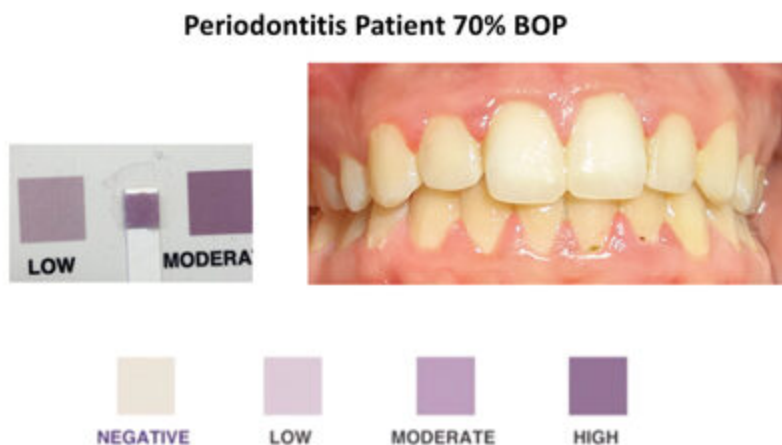 Periodontitis Patient 70% BOP
LOW MODERA
NEGATIVE LOW MODERATE HIGH